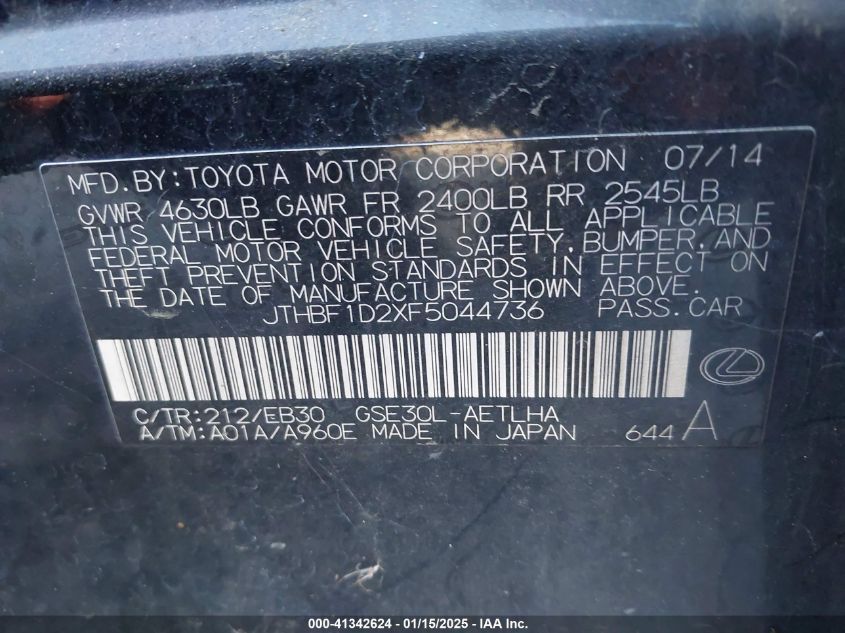 MFD.BY:TOYOTA MOTOR CORPORATION 07/14
GVWR 4630LB GAWR FR 2400LB RR 2545LB
THIS VEHICLE CONFORMS TO ALL APPLICABLE
FEDERAL MOTOR VEHICLE SAFETY,BUMPER,AND
THEFT PREVENTION STANDARDS IN EFFECT ON
THE DATE OF MANUFACTURE SHOWN ABOVE.
JTHBF1D2XF5044736 PASS.CAR
C/TR:212/EB30 GSE30L-AETLHA
A/TM:A01A/A960E MADE IN JAPAN 644 A
000-41342624 - 01/15/2025 - IAA Inc.